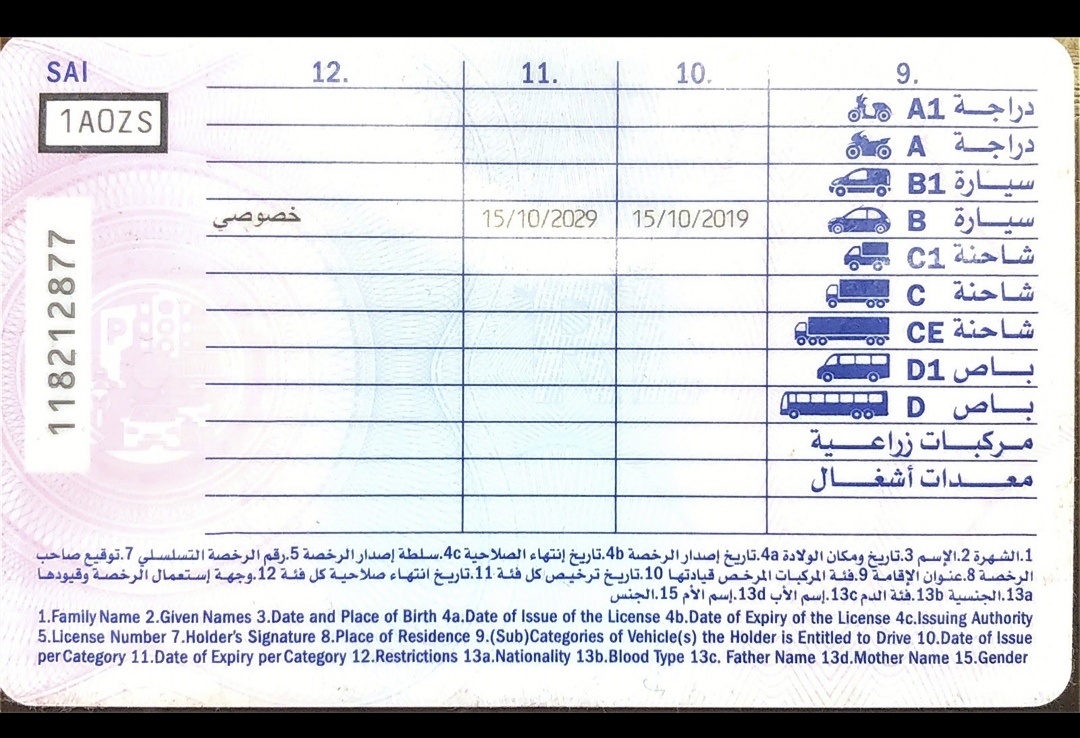 SAI 12. 11. 10. 9.
1A0ZS
دراجة A1
دراجة A
سيارة B1
سيارة B 15/10/2019 15/10/2029 خصوصي
شاحنة C1
شاحنة C
شاحنة CE
باص D1
باص D
مركبات زراعية
معدات أشغال
118212877
1.الشهرة 2.الإسم 3.تاريخ ومكان الولادة 4a.تاريخ إصدار الرخصة 4b.تاريخ إنتهاء الصلاحية 4c.سلطة إصدار الرخصة 5.رقم الرخصة التسلسلي 7.توقيع صاحب
الرخصة 8.عنوان الإقامة 9.فئة المركبات المرخص قيادتها 10.تاريخ ترخيص كل فئة 11.تاريخ انتهاء صلاحية كل فئة 12.وجهة إستعمال الرخصة وقيودها
13a.الجنسية 13b.فئة الدم 13c.إسم الأب 13d.إسم الأم 15.الجنس
1.Family Name 2.Given Names 3.Date and Place of Birth 4a.Date of Issue of the License 4b.Date of Expiry of the License 4c.Issuing Authority
5.License Number 7.Holder's Signature 8.Place of Residence 9.(Sub)Categories of Vehicle(s) the Holder is Entitled to Drive 10.Date of Issue
per Category 11.Date of Expiry per Category 12.Restrictions 13a.Nationality 13b.Blood Type 13c. Father Name 13d.Mother Name 15.Gender